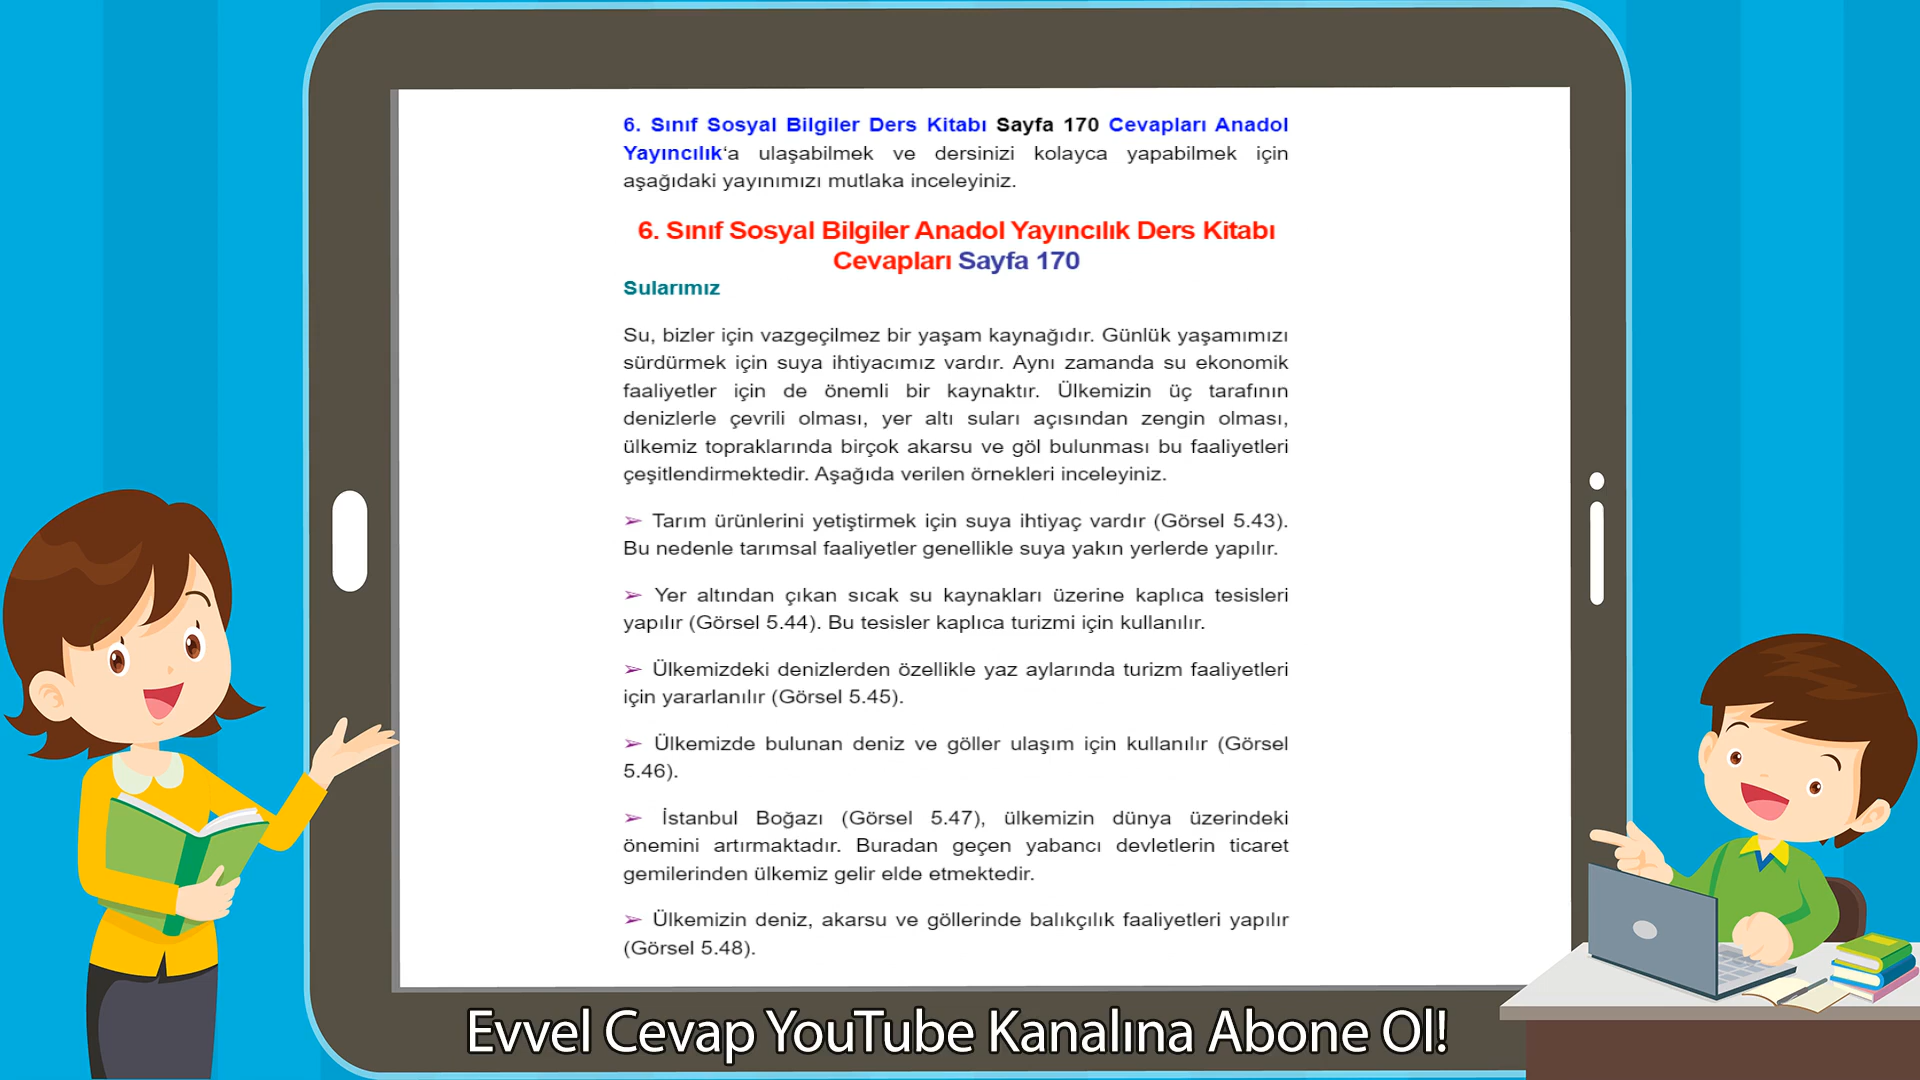 6. Sınıf Sosyal Bilgiler Ders Kitabı Sayfa 170 Cevapları Anadol
Yayıncılık‘a ulaşabilmek ve dersinizi kolayca yapabilmek için
aşağıdaki yayınımızı mutlaka inceleyiniz.
6. Sınıf Sosyal Bilgiler Anadol Yayıncılık Ders Kitabı
Cevapları Sayfa 170
Sularımız
Su, bizler için vazgeçilmez bir yaşam kaynağıdır. Günlük yaşamımızı
sürdürmek için suya ihtiyacımız vardır. Aynı zamanda su ekonomik
faaliyetler için de önemli bir kaynaktır. Ülkemizin üç tarafının
denizlerle çevrili olması, yer altı suları açısından zengin olması,
ülkemiz topraklarında birçok akarsu ve göl bulunması bu faaliyetleri
çeşitlendirmektedir. Aşağıda verilen örnekleri inceleyiniz.
➢ Tarım ürünlerini yetiştirmek için suya ihtiyaç vardır (Görsel 5.43).
Bu nedenle tarımsal faaliyetler genellikle suya yakın yerlerde yapılır.
➢ Yer altından çıkan sıcak su kaynakları üzerine kaplıca tesisleri
yapılır (Görsel 5.44). Bu tesisler kaplıca turizmi için kullanılır.
➢ Ülkemizdeki denizlerden özellikle yaz aylarında turizm faaliyetleri
için yararlanılır (Görsel 5.45).
➢ Ülkemizde bulunan deniz ve göller ulaşım için kullanılır (Görsel
5.46).
➢ İstanbul Boğazı (Görsel 5.47), ülkemizin dünya üzerindeki
önemini artırmaktadır. Buradan geçen yabancı devletlerin ticaret
gemilerinden ülkemiz gelir elde etmektedir.
➢ Ülkemizin deniz, akarsu ve göllerinde balıkçılık faaliyetleri yapılır
(Görsel 5.48).
Evvel Cevap YouTube Kanalına Abone Ol!